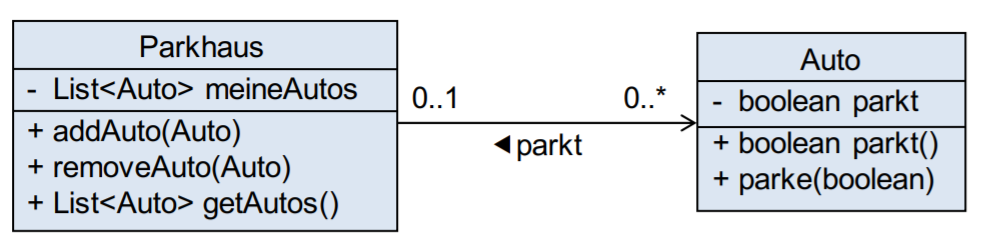 Parkhaus
- List<Auto> meineAutos
+ addAuto(Auto)
+ removeAuto(Auto)
+ List<Auto> getAutos()
0..1
0..*
◀ parkt
Auto
- boolean parkt
+ boolean parkt()
+ parke(boolean)